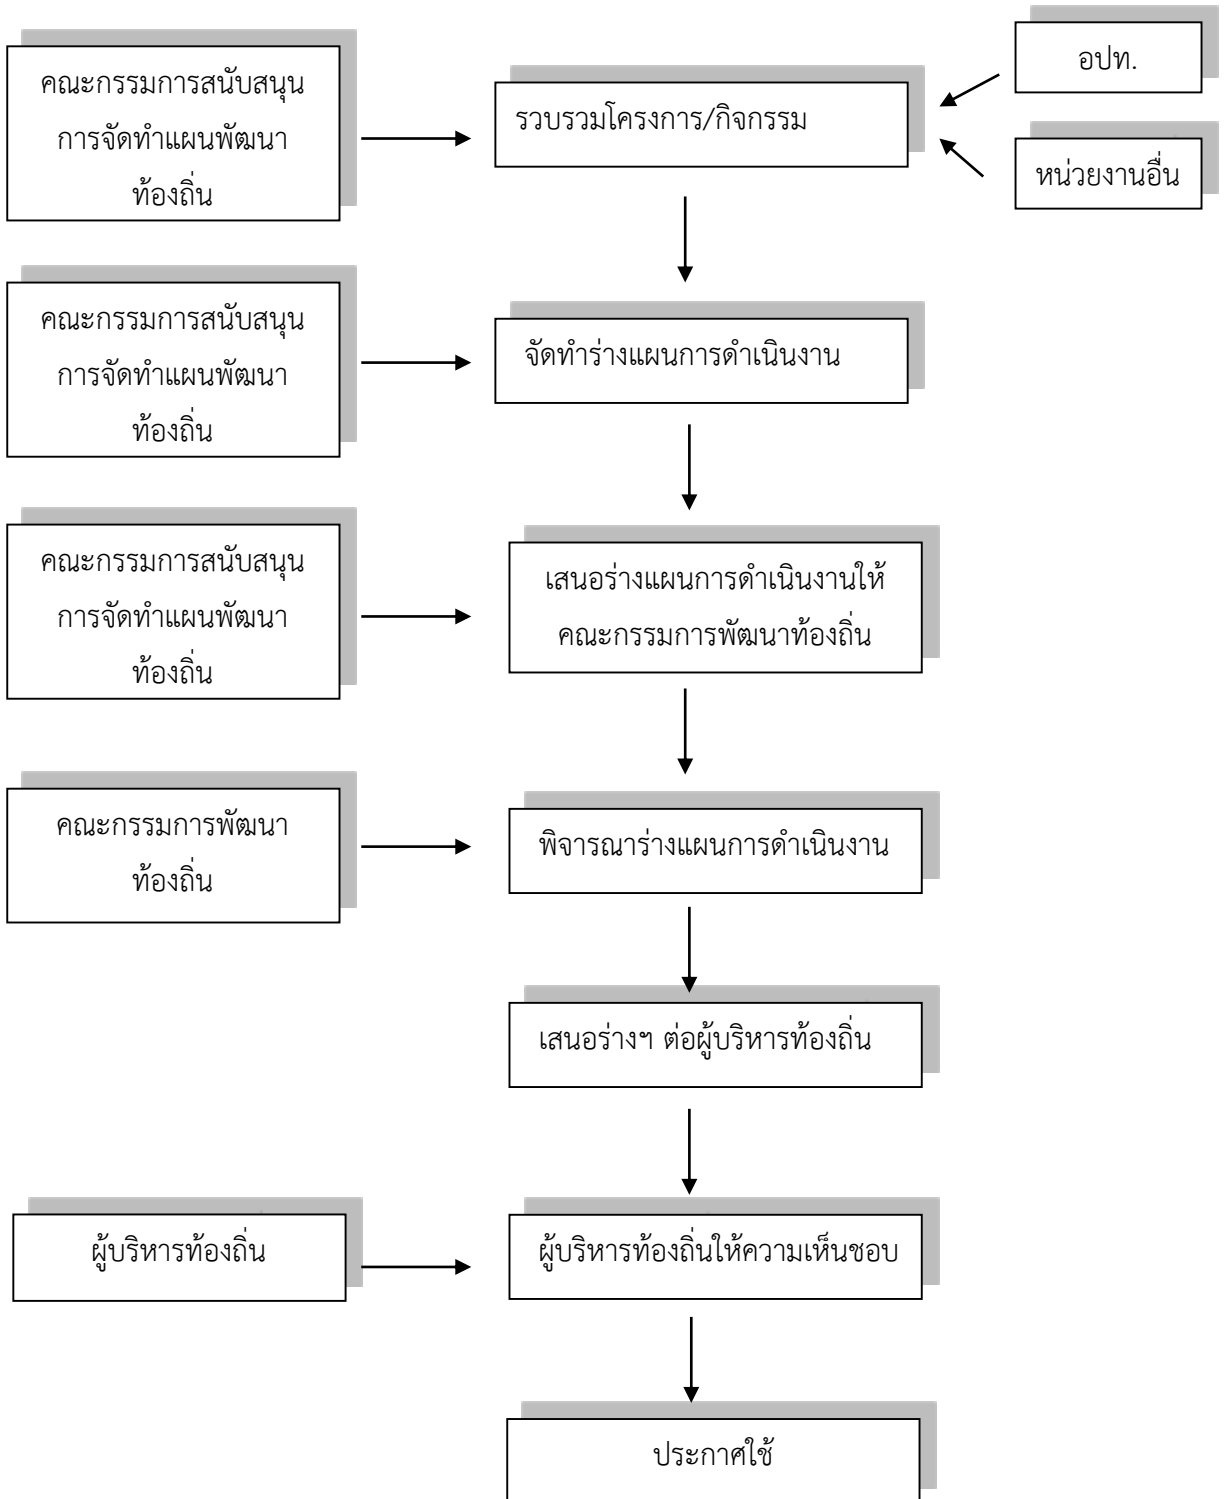 คณะกรรมการสนับสนุน
การจัดทำแผนพัฒนา
ท้องถิ่น
รวบรวมโครงการ/กิจกรรม
อปท.
หน่วยงานอื่น
คณะกรรมการสนับสนุน
การจัดทำแผนพัฒนา
ท้องถิ่น
จัดทำร่างแผนการดำเนินงาน
คณะกรรมการสนับสนุน
การจัดทำแผนพัฒนา
ท้องถิ่น
เสนอร่างแผนการดำเนินงานให้
คณะกรรมการพัฒนาท้องถิ่น
คณะกรรมการพัฒนา
ท้องถิ่น
พิจารณาร่างแผนการดำเนินงาน
เสนอร่างฯ ต่อผู้บริหารท้องถิ่น
ผู้บริหารท้องถิ่น
ผู้บริหารท้องถิ่นให้ความเห็นชอบ
ประกาศใช้